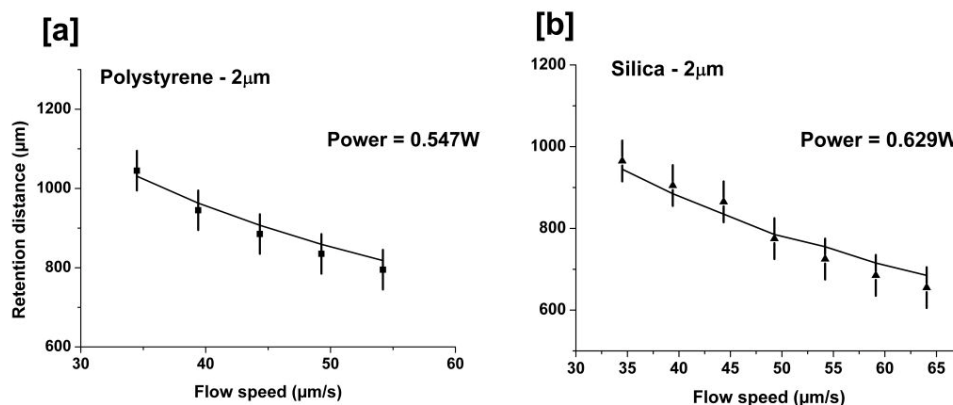 [a]
Polystyrene - 2μm
Power = 0.547W
Retention distance (μm)
1200
1000
800
600
30
40
50
60
Flow speed (μm/s)
[b]
Silica - 2μm
Power = 0.629W
1200
1000
800
600
30
35
40
45
50
55
60
65
Flow speed (μm/s)